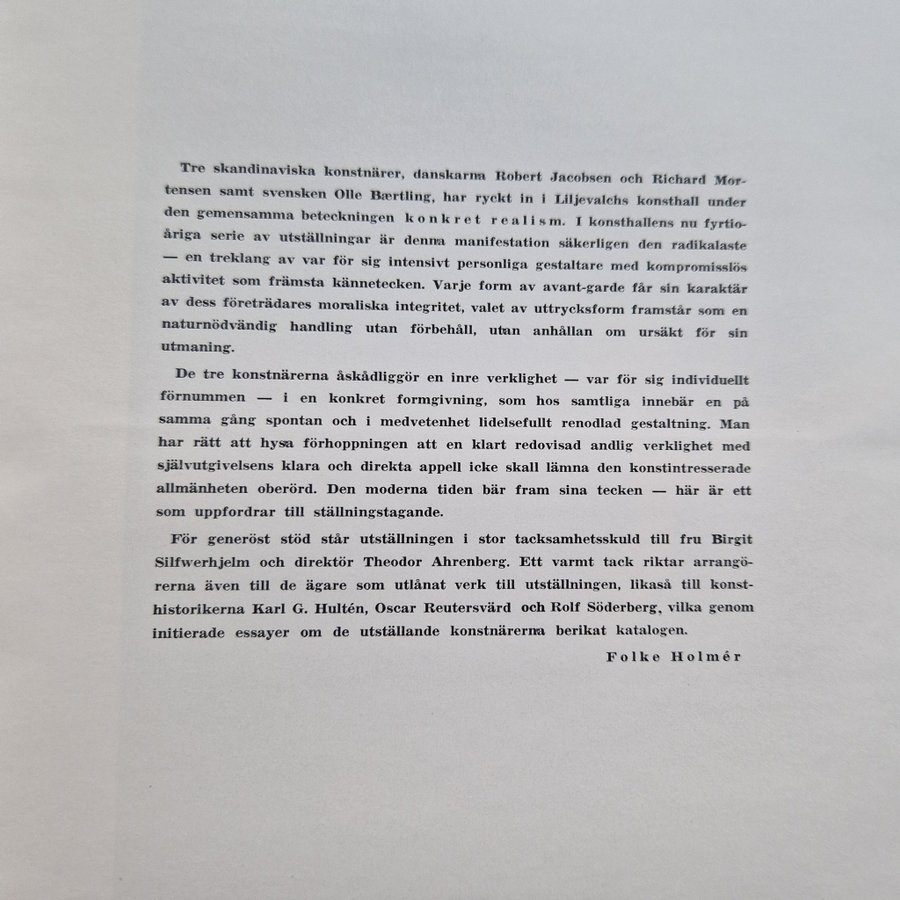 Tre skandinaviska konstnärer, danskarna Robert Jacobsen och Richard Mor-
tensen samt svensken Olle Bærtling, har ryckt in i Liljevalchs konsthall under
den gemensamma beteckningen konkret realism. I konsthallens nu fyrtio-
åriga serie av utställningar är denna manifestation säkerligen den radikalaste
— en treklang av var för sig intensivt personliga gestaltare med kompromisslös
aktivitet som främsta kännetecken. Varje form av avant-garde får sin karaktär
av dess företrädares moraliska integritet, valet av uttrycksform framstår som en
naturnödvändig handling utan förbehåll, utan anhållan om ursäkt för sin
utmaning.
De tre konstnärerna åskådliggör en inre verklighet — var för sig individuellt
förnummen — i en konkret formgivning, som hos samtliga innebär en på
samma gång spontan och i medvetenhet lidelsefullt renodlad gestaltning. Man
har rätt att hysa förhoppningen att en klart redovisad andlig verklighet med
självutgivelsens klara och direkta appell icke skall lämna den konstintresserade
allmänheten oberörd. Den moderna tiden bär fram sina tecken — här är ett
som uppfordrar till ställningstagande.
För generöst stöd står utställningen i stor tacksamhetsskuld till fru Birgit
Silfwerhjelm och direktör Theodor Ahrenberg. Ett varmt tack riktar arrangö-
rerna även till de ägare som utlånat verk till utställningen, likaså till konst-
historikerna Karl G. Hultén, Oscar Reutersvärd och Rolf Söderberg, vilka genom
initierade essayer om de utställande konstnärerna berikat katalogen.
Folke Holmér